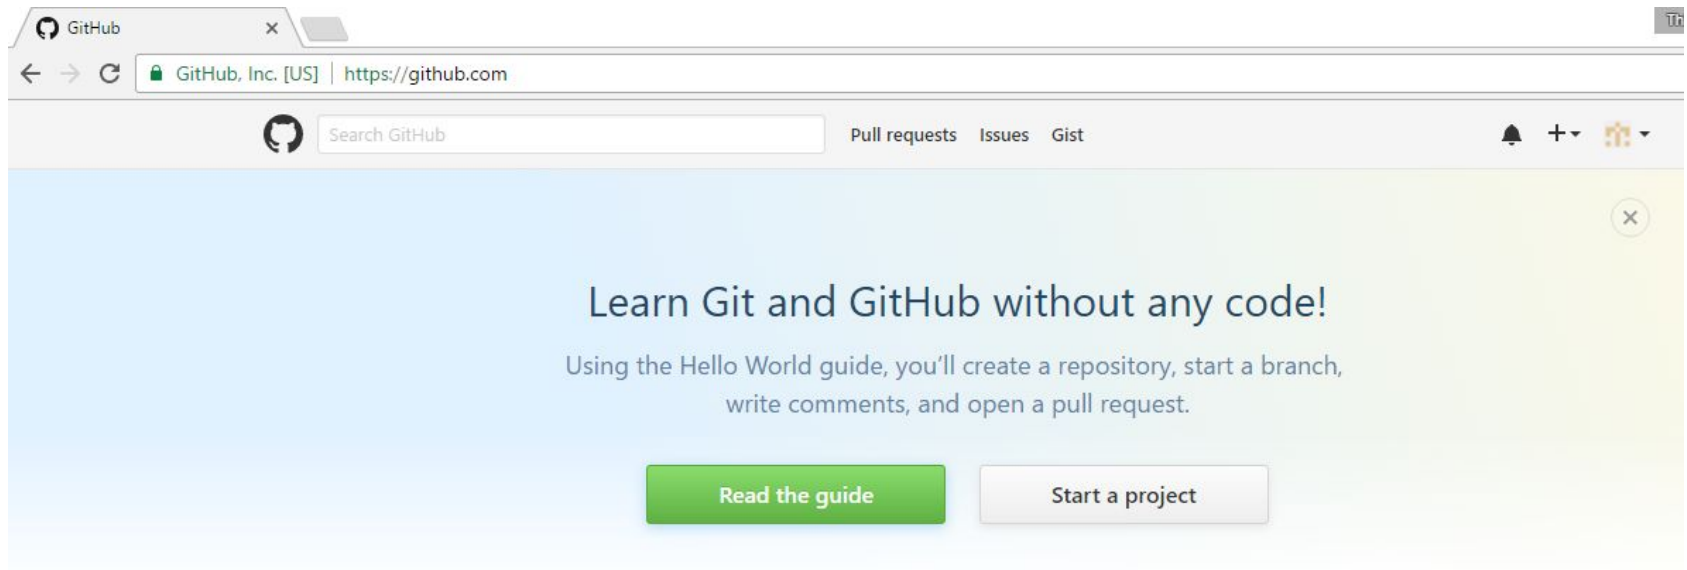 GitHub
Th
GitHub, Inc. [US] | https://github.com
Search GitHub
Pull requests Issues Gist
Learn Git and GitHub without any code!
Using the Hello World guide, you'll create a repository, start a branch,
write comments, and open a pull request.
Read the guide
Start a project